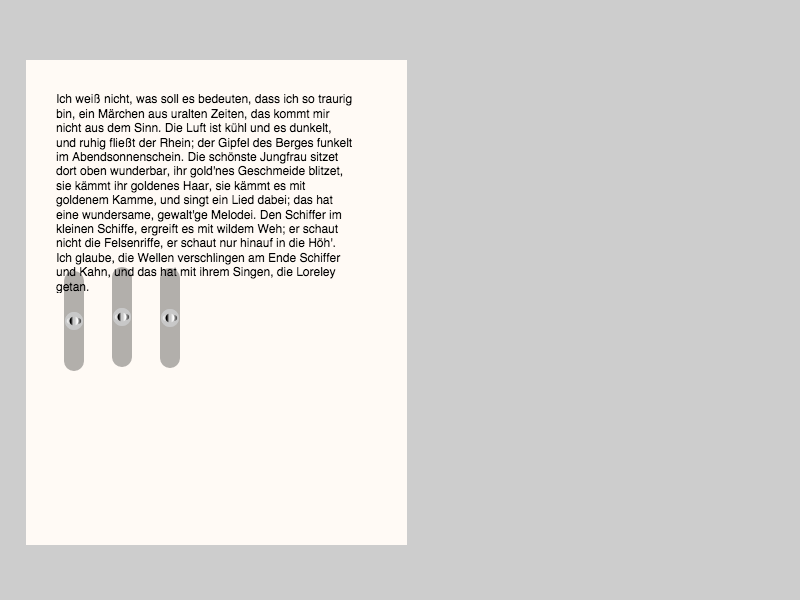 Ich weiß nicht, was soll es bedeuten, dass ich so traurig
bin, ein Märchen aus uralten Zeiten, das kommt mir
nicht aus dem Sinn. Die Luft ist kühl und es dunkelt,
und ruhig fließt der Rhein; der Gipfel des Berges funkelt
im Abendsonnenschein. Die schönste Jungfrau sitzet
dort oben wunderbar, ihr gold'nes Geschmeide blitzet,
sie kämmt ihr goldenes Haar, sie kämmt es mit
goldenem Kamme, und singt ein Lied dabei; das hat
eine wundersame, gewalt'ge Melodei. Den Schiffer im
kleinen Schiffe, ergreift es mit wildem Weh; er schaut
nicht die Felsenriffe, er schaut nur hinauf in die Höh'.
Ich glaube, die Wellen verschlingen am Ende Schiffer
und Kahn, und das hat mit ihrem Singen, die Loreley
getan.